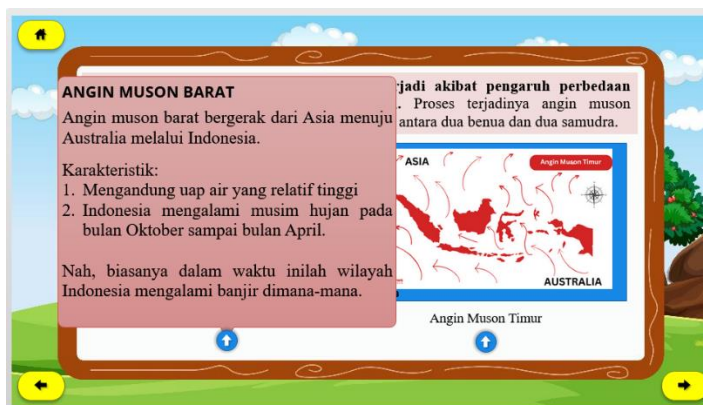 ANGIN MUSON BARAT
Angin muson barat bergerak dari Asia menuju
Australia melalui Indonesia.
Karakteristik:
1. Mengandung uap air yang relatif tinggi
2. Indonesia mengalami musim hujan pada
bulan Oktober sampai bulan April.
Nah, biasanya dalam waktu inilah wilayah
Indonesia mengalami banjir dimana-mana.
akibat pengaruh perbedaan
Proses terjadinya angin muson
antara dua benua dan dua samudra.
ASIA
Angin Muson Timur
AUSTRALIA
Angin Muson Timur